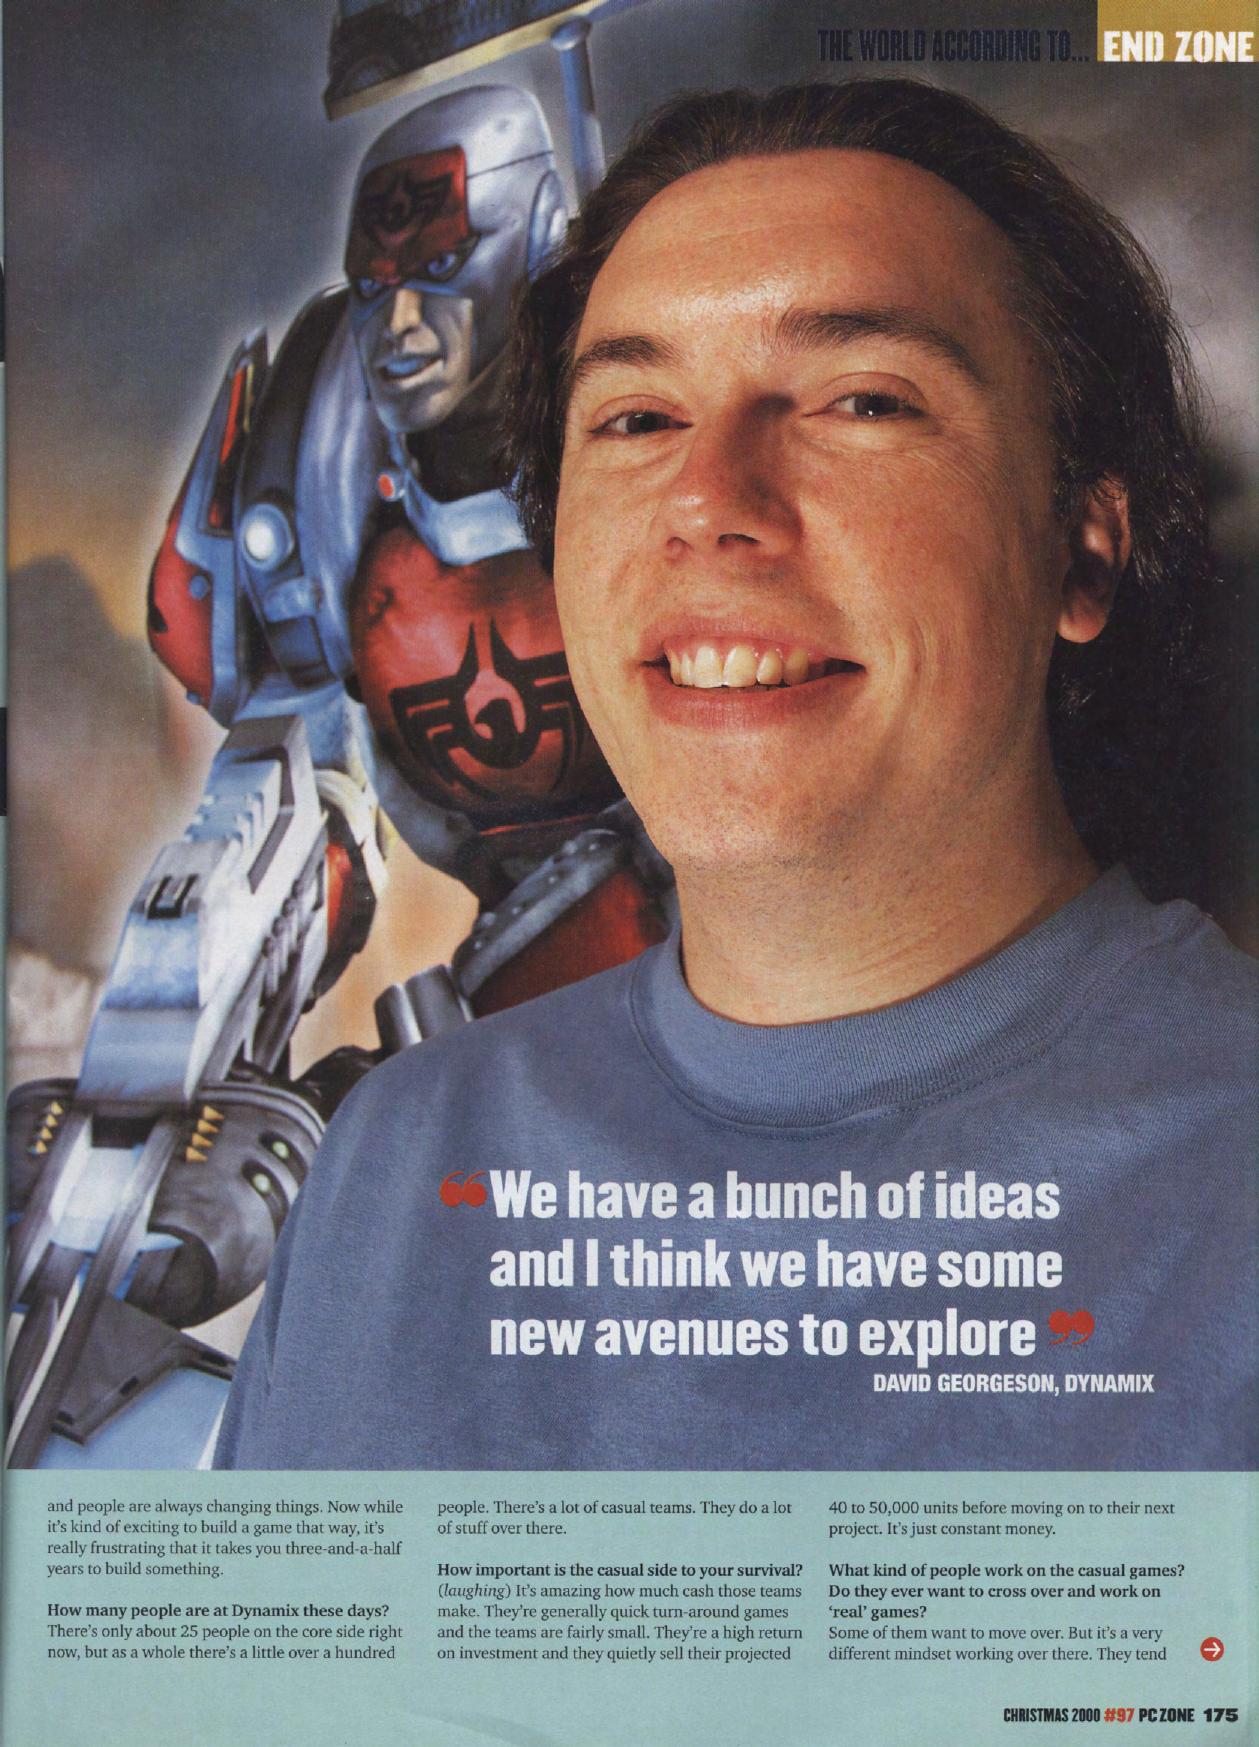 THE WORLD ACCORDING TO... END ZONE
“We have a bunch of ideas
and I think we have some
new avenues to explore”
DAVID GEORGESON, DYNAMIX
and people are always changing things. Now while
it's kind of exciting to build a game that way, it's
really frustrating that it takes you three-and-a-half
years to build something.
How many people are at Dynamix these days?
There's only about 25 people on the core side right
now, but as a whole there's a little over a hundred
people. There's a lot of casual teams. They do a lot
of stuff over there.
How important is the casual side to your survival?
(laughing) It's amazing how much cash those teams
make. They're generally quick turn-around games
and the teams are fairly small. They're a high return
on investment and they quietly sell their projected
40 to 50,000 units before moving on to their next
project. It's just constant money.
What kind of people work on the casual games?
Do they ever want to cross over and work on
‘real’ games?
Some of them want to move over. But it's a very
different mindset working over there. They tend
CHRISTMAS 2000 #97 PCZONE 175